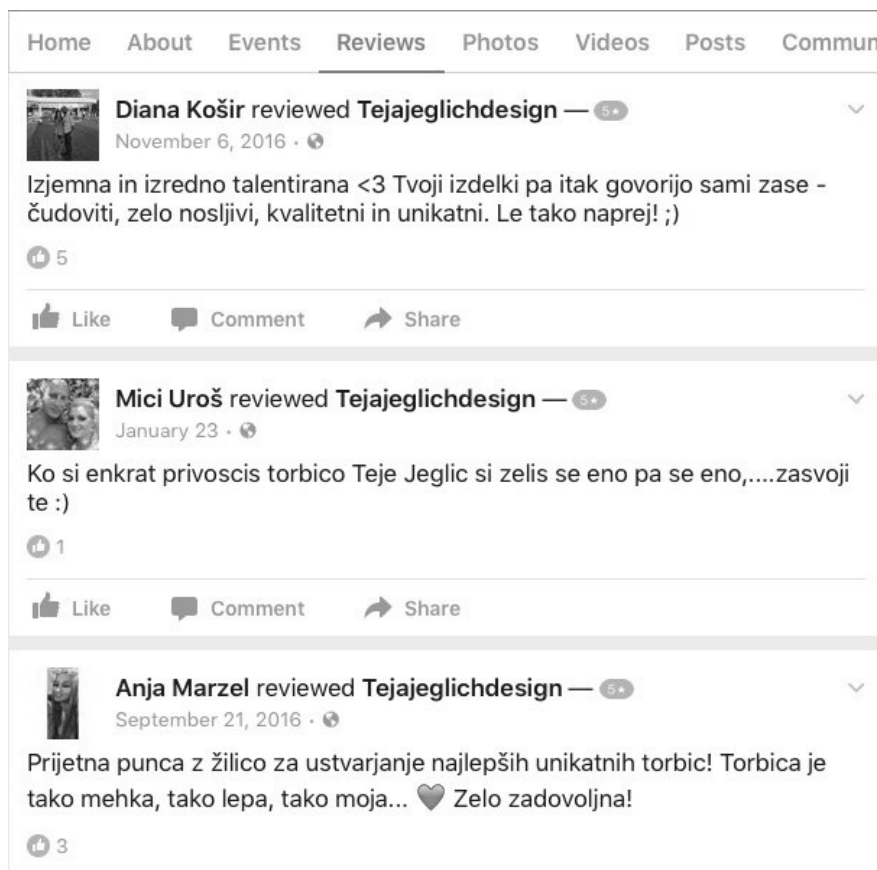 Home About Events Reviews Photos Videos Posts Commun
Diana Košir reviewed Tejajeglichdesign — 5★
November 6, 2016 ·
Izjemna in izredno talentirana <3 Tvoji izdelki pa itak govorijo sami zase -
čudoviti, zelo nosljivi, kvalitetni in unikatni. Le tako naprej! ;)
5
Like Comment Share
Mici Uroš reviewed Tejajeglichdesign — 5★
January 23 ·
Ko si enkrat privoscis torbico Teje Jeglic si zelis se eno pa se eno,....zasvoji
te :)
1
Like Comment Share
Anja Marzel reviewed Tejajeglichdesign — 5★
September 21, 2016 ·
Prijetna punca z žilico za ustvarjanje najlepših unikatnih torbic! Torbica je
tako mehka, tako lepa, tako moja... ♥ Zelo zadovoljna!
3